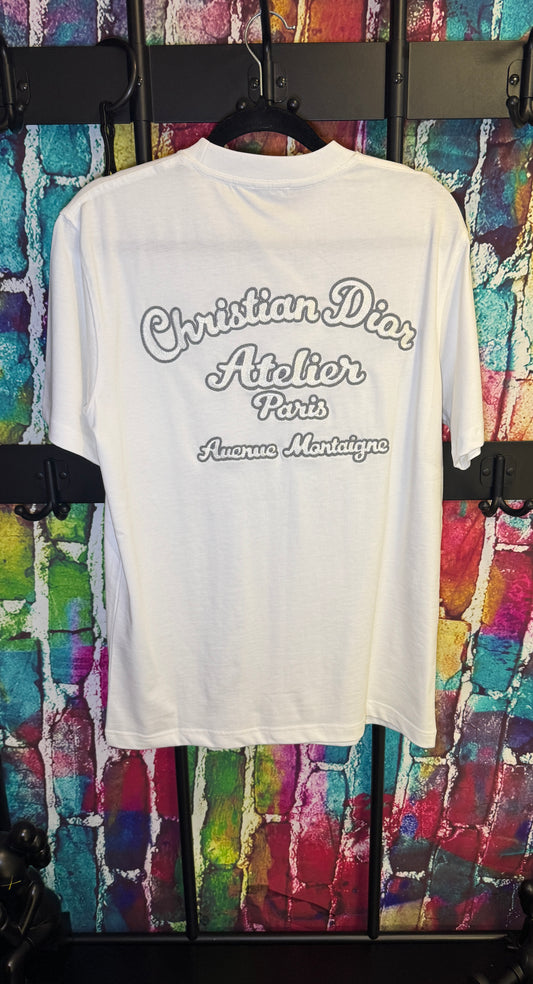 Christian Dior
Atelier
Paris
Avenue Montaigne